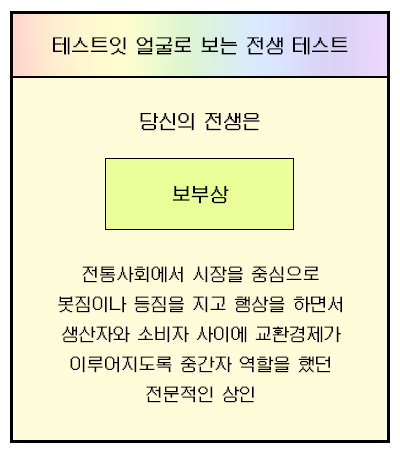 테스트잇 얼굴로 보는 전생 테스트
당신의 전생은
보부상
전통사회에서 시장을 중심으로
봇짐이나 등짐을 지고 행상을 하면서
생산자와 소비자 사이에 교환경제가
이루어지도록 중간자 역할을 했던
전문적인 상인